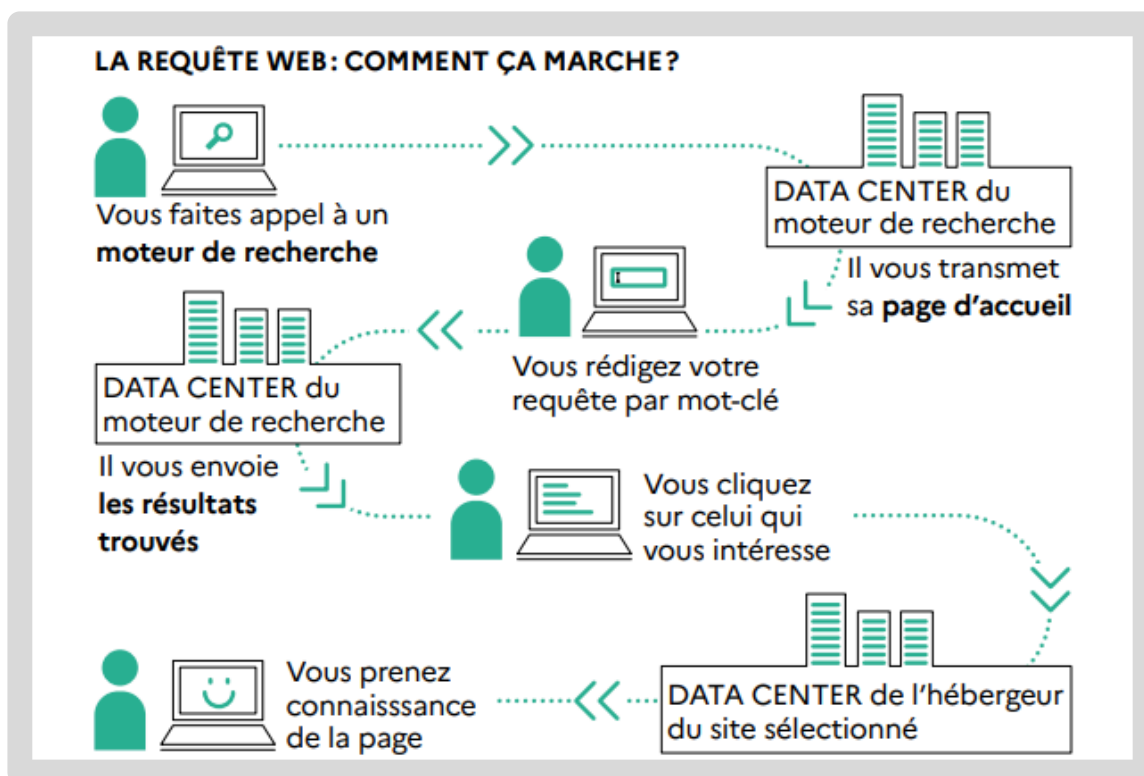 LA REQUÊTE WEB: COMMENT ÇA MARCHE?
Vous faites appel à un
moteur de recherche
DATA CENTER du
moteur de recherche
Il vous transmet
sa page d'accueil
Vous rédigez votre
requête par mot-clé
DATA CENTER du
moteur de recherche
Il vous envoie
les résultats
trouvés
Vous cliquez
sur celui qui
vous intéresse
DATA CENTER de l'hébergeur
du site sélectionné
Vous prenez
connaisssance
de la page